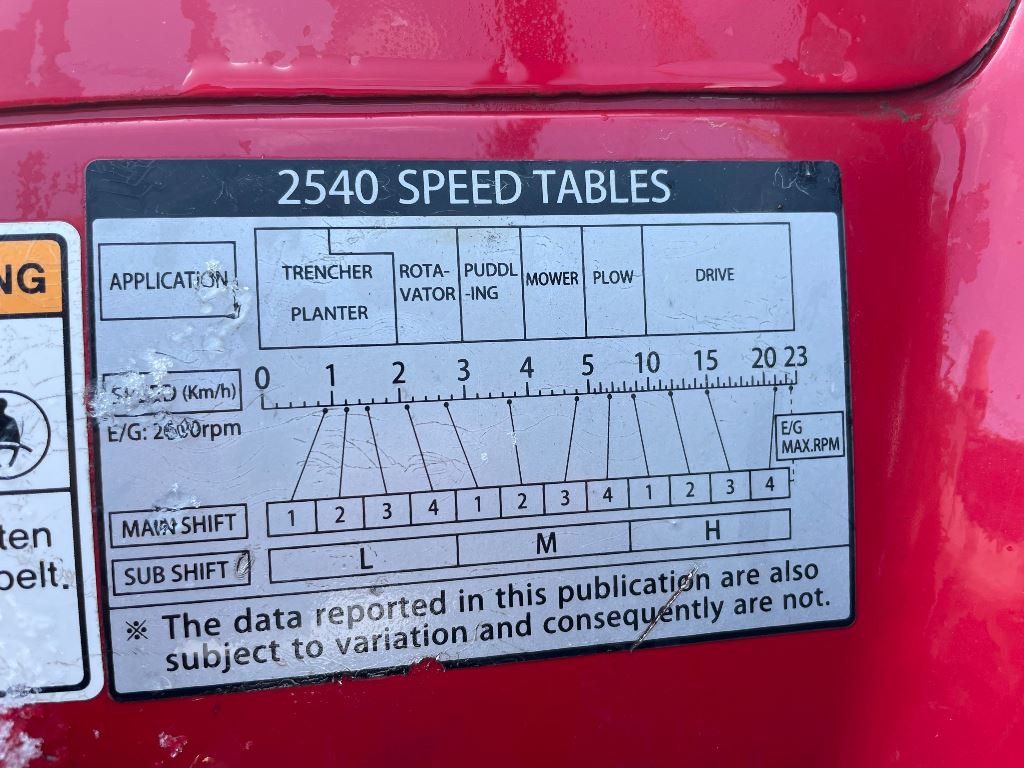 2540 SPEED TABLES
APPLICATION
TRENCHER
PLANTER
ROTA-
VATOR
PUDDL
-ING
MOWER
PLOW
DRIVE
SPEED (Km/h)
0 1 2 3 4 5 10 15 20 23
E/G: 2600rpm
E/G
MAX.RPM
MAIN SHIFT
1 2 3 4 1 2 3 4 1 2 3 4
SUB SHIFT
L M H
※ The data reported in this publication are also
subject to variation and consequently are not.
NG
ten
belt.